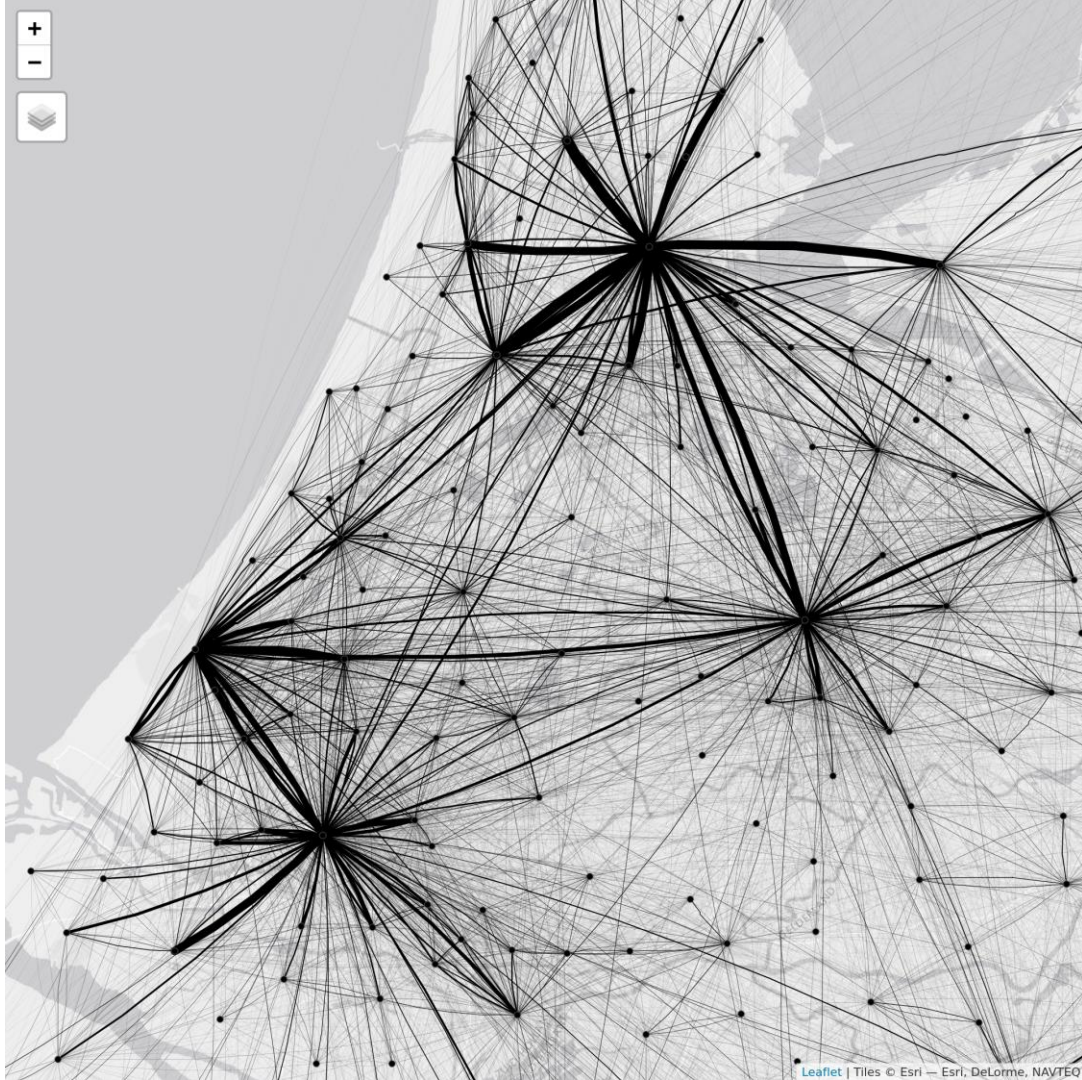 +
−
Leaflet | Tiles © Esri — Esri, DeLorme, NAVTEQ